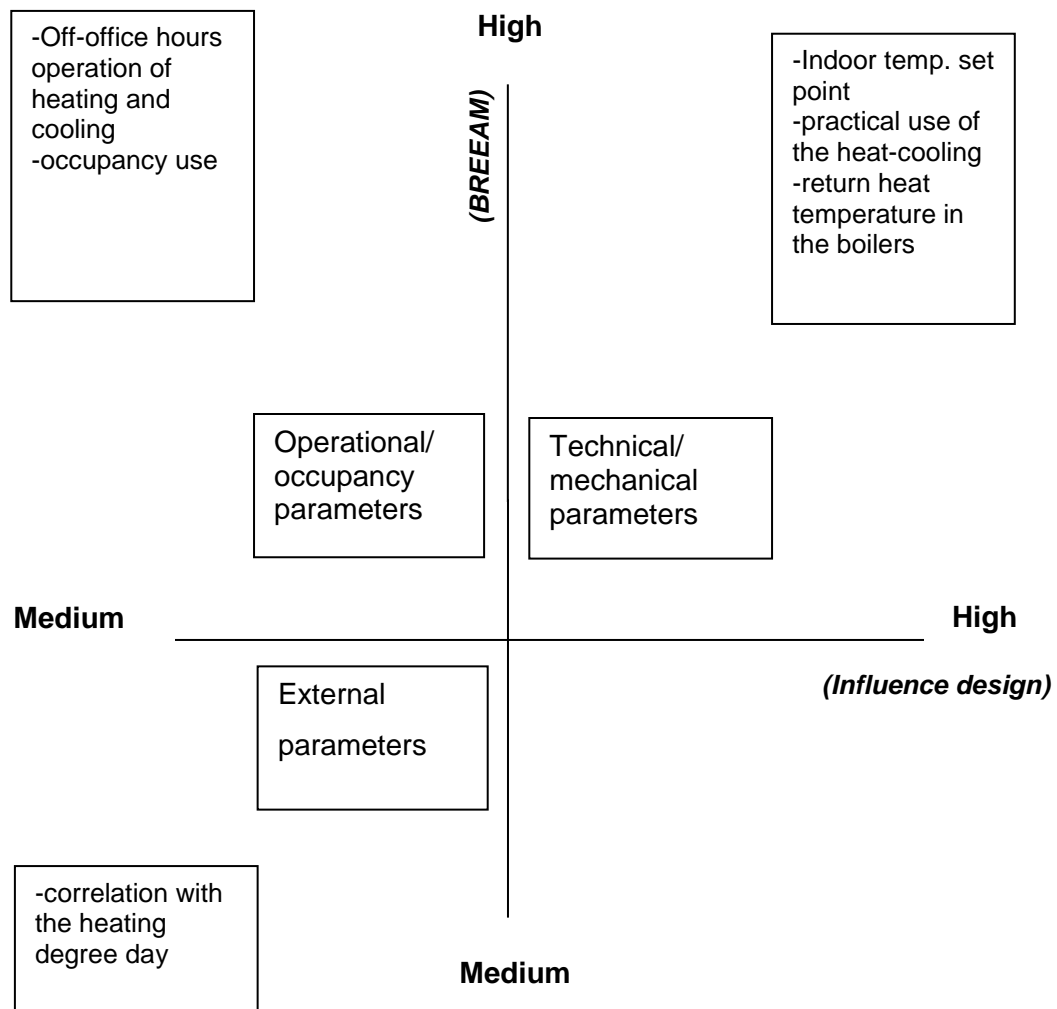 -Off-office hours
operation of
heating and
cooling
-occupancy use
High
(BREEAM)
-Indoor temp. set
point
-practical use of
the heat-cooling
-return heat
temperature in
the boilers
Operational/
occupancy
parameters
Technical/
mechanical
parameters
Medium
High
(Influence design)
External
parameters
-correlation with
the heating
degree day
Medium